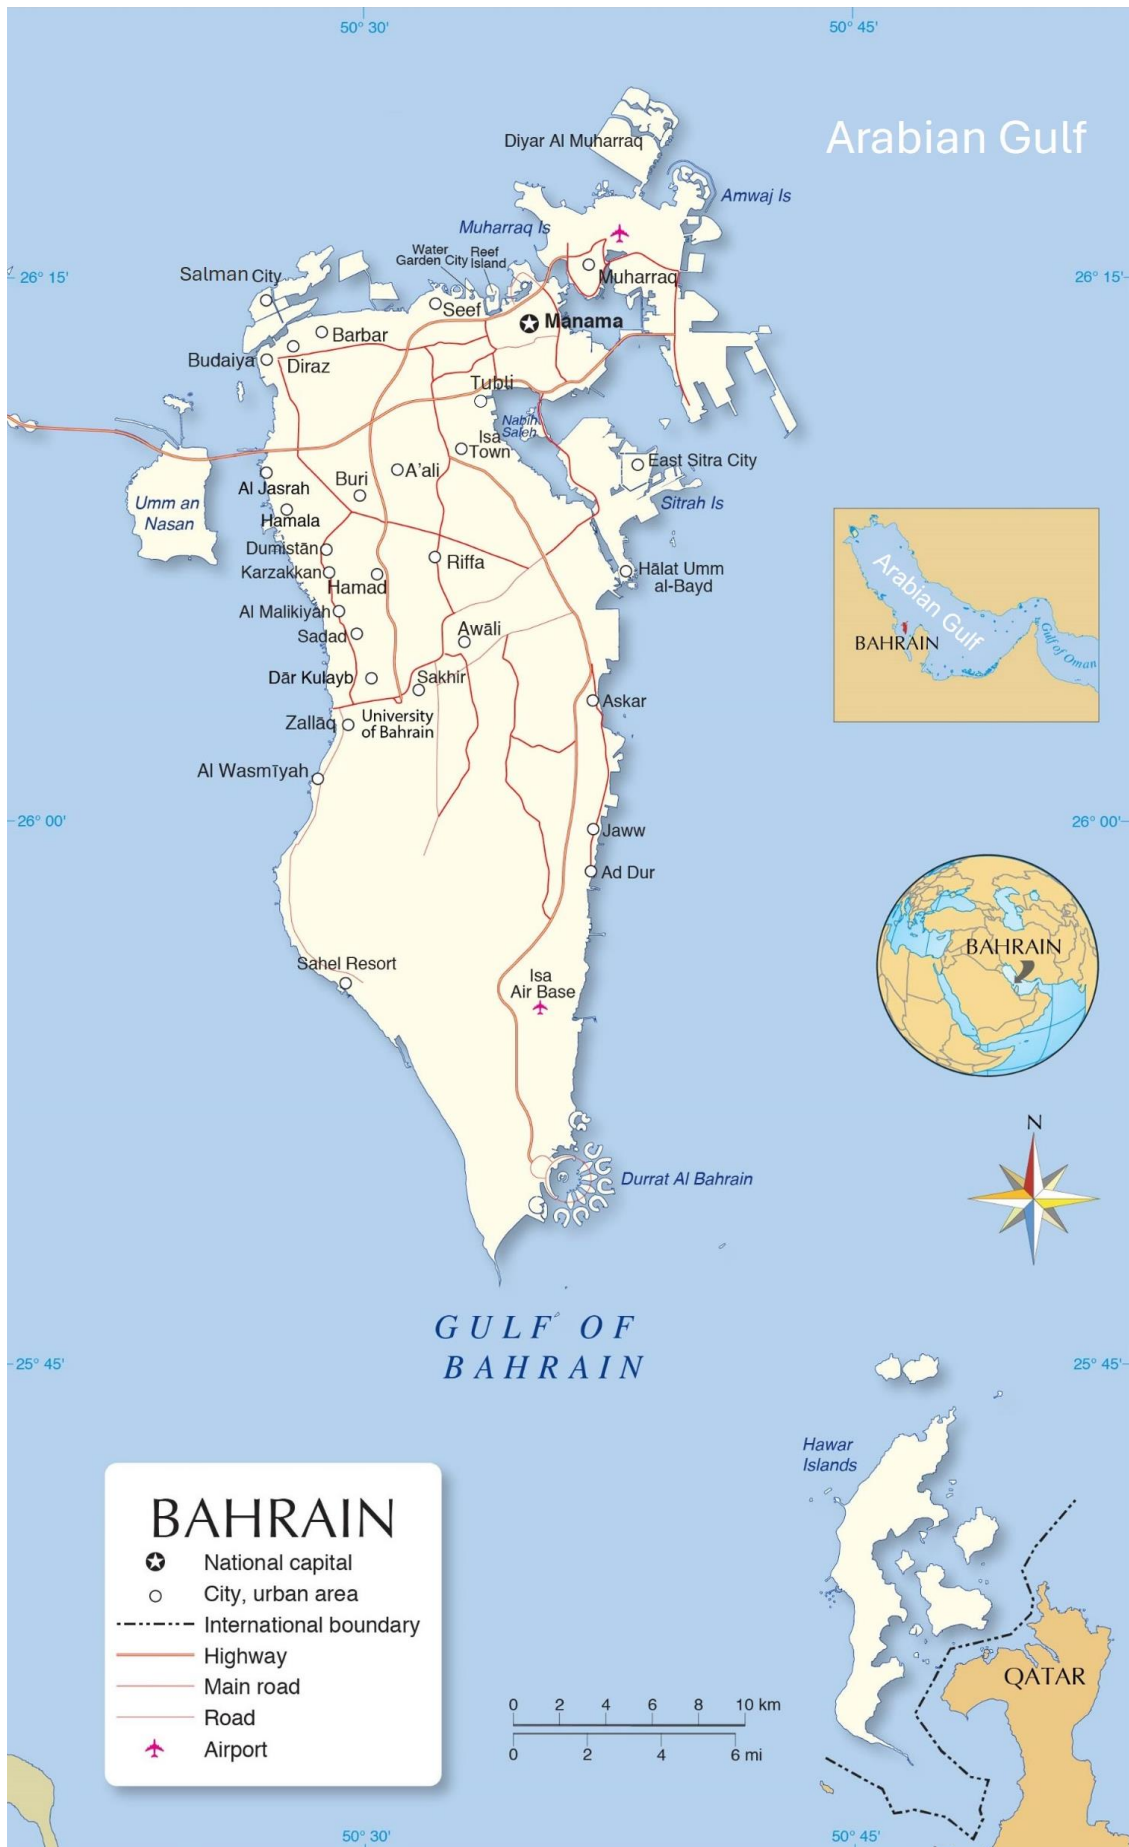 50° 30'
50° 45'
Arabian Gulf
Diyar Al Muharraq
Amwaj Is
Muharraq Is
Water
Garden City
Reef
Island
26° 15'
26° 15'
Salman City
Muharraq
Seef
Manama
Barbar
Budaiya
Diraz
Tubli
Nabih
Saleh
Isa
Town
East Sitra City
A'ali
Buri
Al Jasrah
Umm an
Nasan
Sitrah Is
Hamala
Dumistān
Riffa
Karzakkan
Hālat Umm
al-Bayd
Hamad
Al Malikiyah
Awāli
Sadad
Dār Kulayb
Sakhir
Askar
Zallāq
University
of Bahrain
Al Wasmīyah
26° 00'
26° 00'
Jaww
Ad Dur
Sahel Resort
Isa
Air Base
Durrat Al Bahrain
GULF OF
BAHRAIN
Arabian Gulf
BAHRAIN
Gulf of Oman
BAHRAIN
N
25° 45'
25° 45'
Hawar
Islands
QATAR
BAHRAIN
National capital
City, urban area
International boundary
Highway
Main road
Road
Airport
0 2 4 6 8 10 km
0 2 4 6 mi
50° 30'
50° 45'